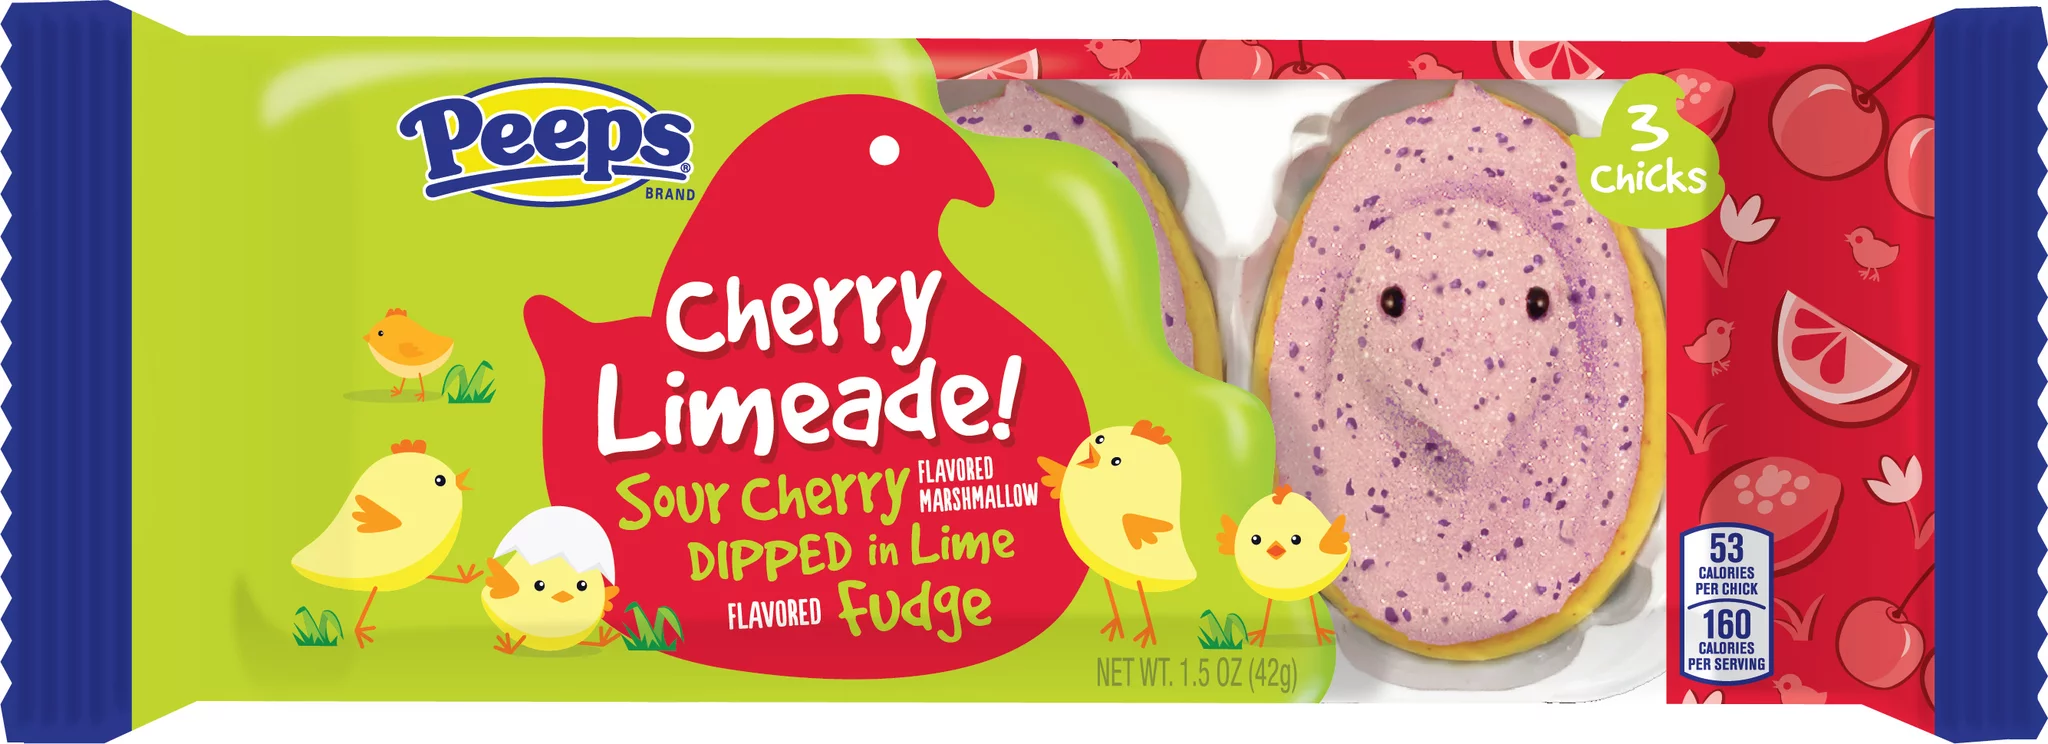 Peeps®
BRAND
Cherry
Limeade!
Sour Cherry FLAVORED
MARSHMALLOW
DIPPED in Lime
FLAVORED Fudge
NET WT. 1.5 OZ (42g)
3
Chicks
53
CALORIES
PER CHICK
160
CALORIES
PER SERVING